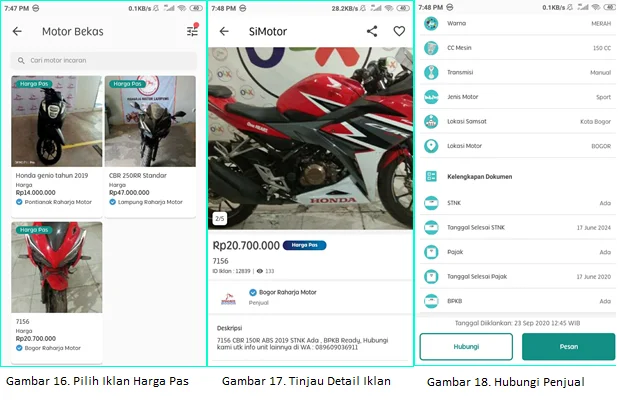 7:47 PM 0.1KB/s 48
Motor Bekas
Cari motor incaran
Harga Pas
Honda genio tahun 2019
Harga
Rp14.000.000
Pontianak Raharja Motor
Harga Pas
CBR 250RR Standar
Harga
Rp47.000.000
Lampung Raharja Motor
Harga Pas
7156
Harga
Rp20.700.000
Bogor Raharja Motor
Gambar 16. Pilih Iklan Harga Pas
7:48 PM 28.2KB/s 48
SiMotor
HONDA
2/5
Rp20.700.000 Harga Pas
7156
ID Iklan : 12839 | 133
Bogor Raharja Motor
Penjual
Deskripsi
7156 CBR 150R ABS 2019 STNK Ada , BPKB Ready, Hubungi
kami utk info unit lainnya di WA : 089609036911
Gambar 17. Tinjau Detail Iklan
7:48 PM 0.1KB/s 48
Warna MERAH
CC Mesin 150 CC
Transmisi Manual
Jenis Motor Sport
Lokasi Samsat Kota Bogor
Lokasi Motor BOGOR
Kelengkapan Dokumen
STNK Ada
Tanggal Selesai STNK 17 June 2024
Pajak Ada
Tanggal Selesai Pajak 17 June 2020
BPKB Ada
Tanggal Diiklankan: 23 Sep 2020 12:45 WIB
Hubungi Pesan
Gambar 18. Hubungi Penjual